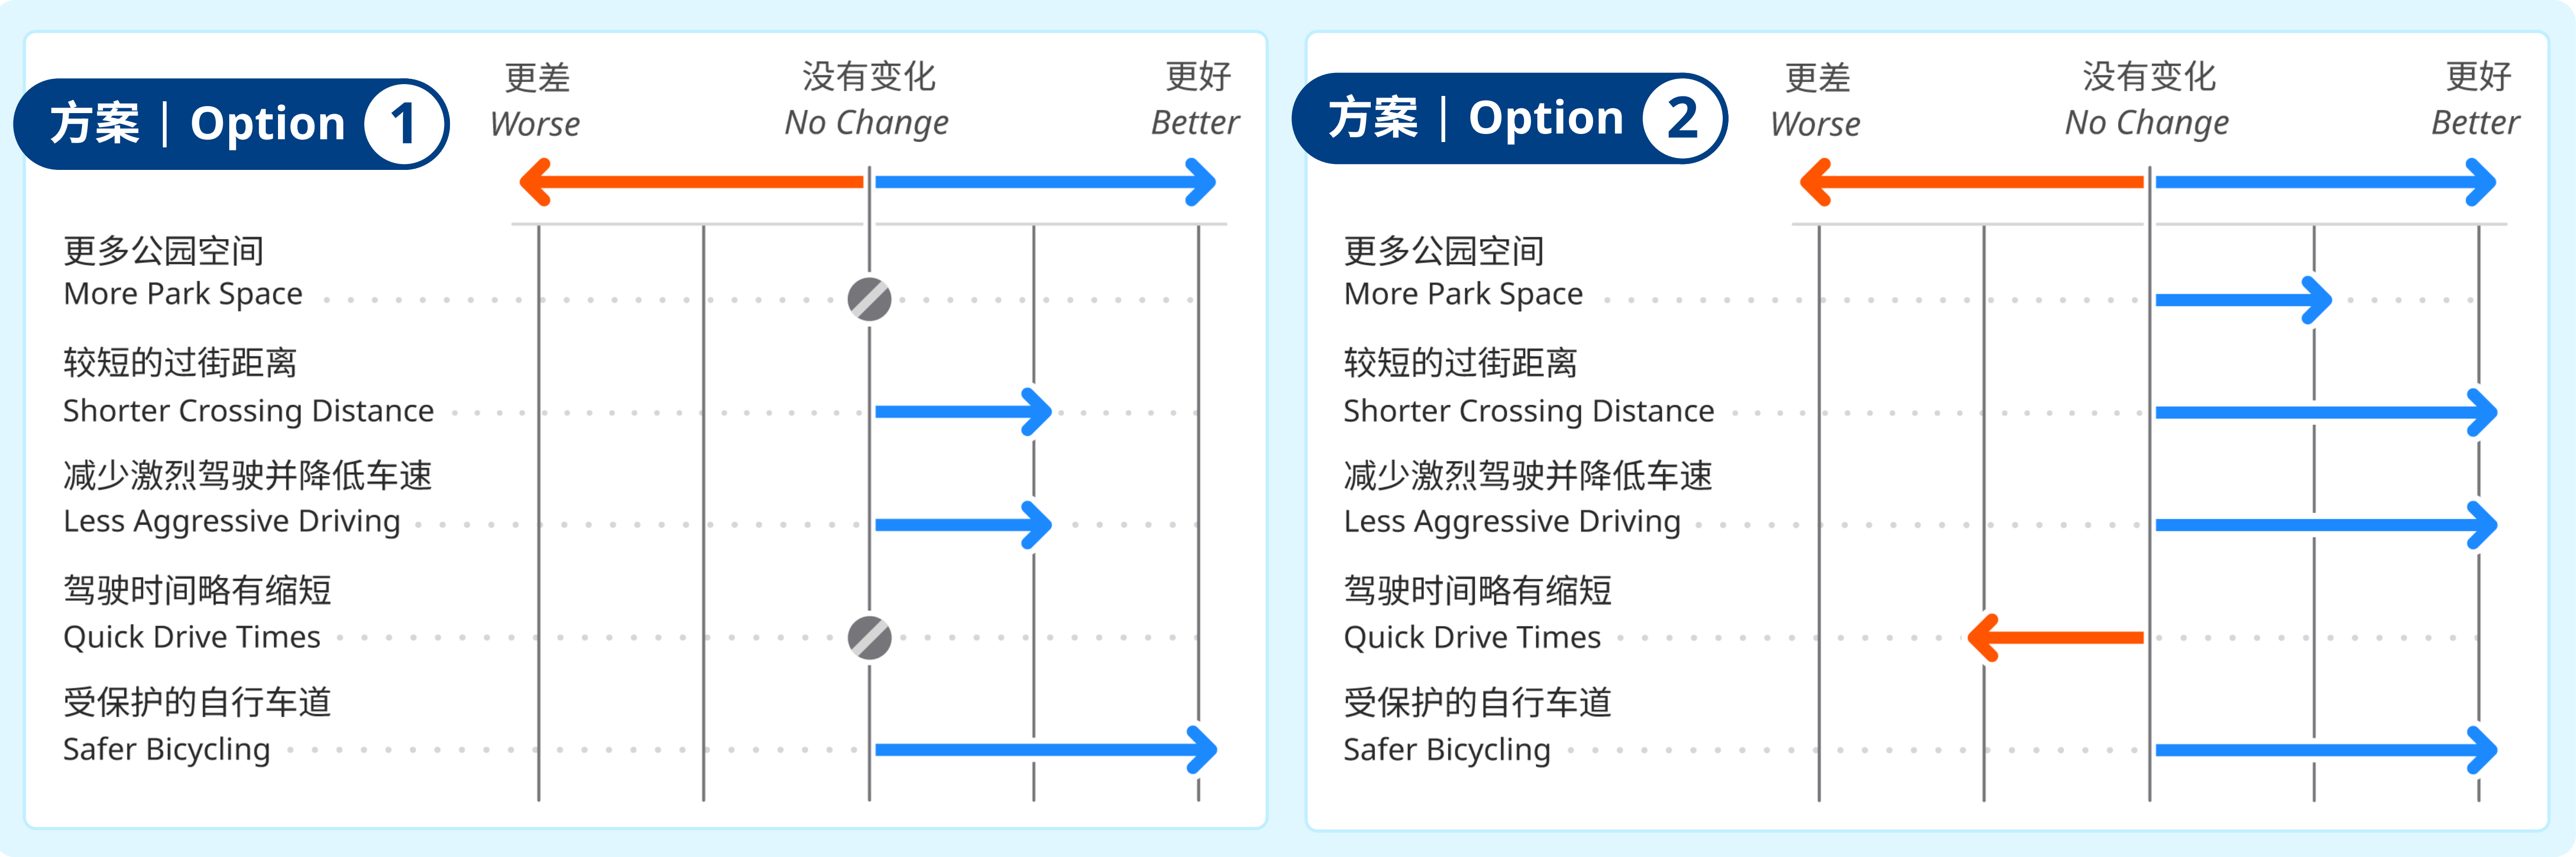 方案 | Option 1
更差
Worse
没有变化
No Change
更好
Better
更多公园空间
More Park Space
较短的过街距离
Shorter Crossing Distance
减少激烈驾驶并降低车速
Less Aggressive Driving
驾驶时间略有缩短
Quick Drive Times
受保护的自行车道
Safer Bicycling
方案 | Option 2
更差
Worse
没有变化
No Change
更好
Better
更多公园空间
More Park Space
较短的过街距离
Shorter Crossing Distance
减少激烈驾驶并降低车速
Less Aggressive Driving
驾驶时间略有缩短
Quick Drive Times
受保护的自行车道
Safer Bicycling